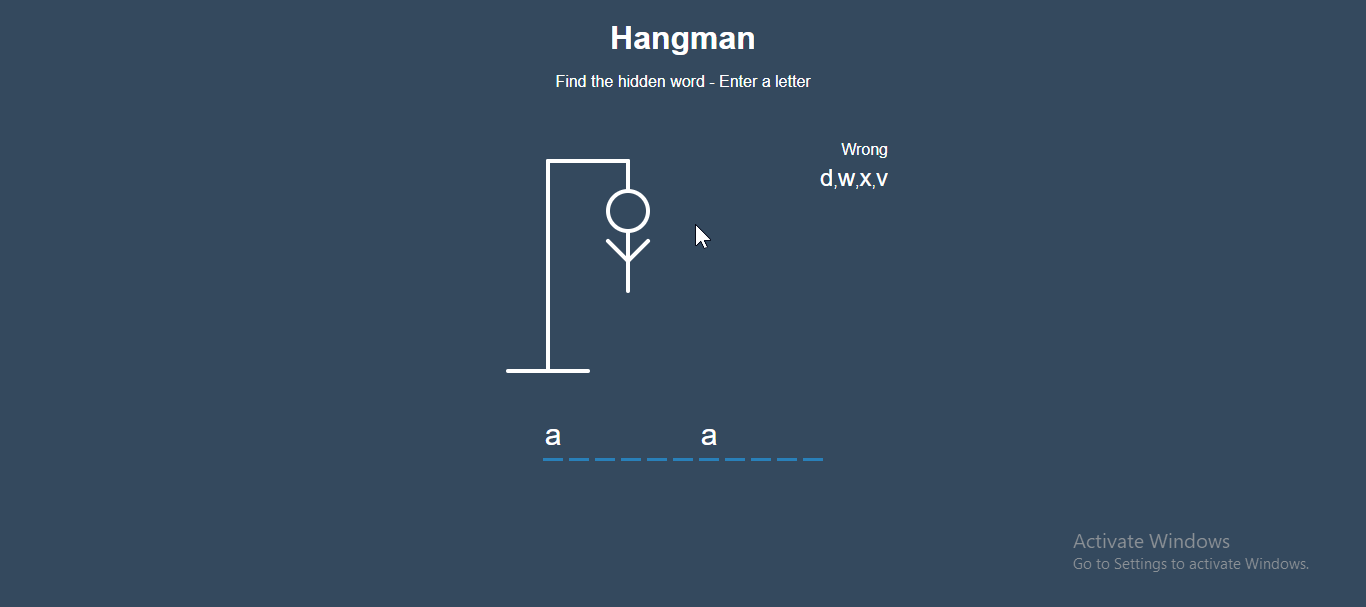 Hangman
Find the hidden word - Enter a letter
Wrong
d,w,x,v
a a
Activate Windows
Go to Settings to activate Windows.